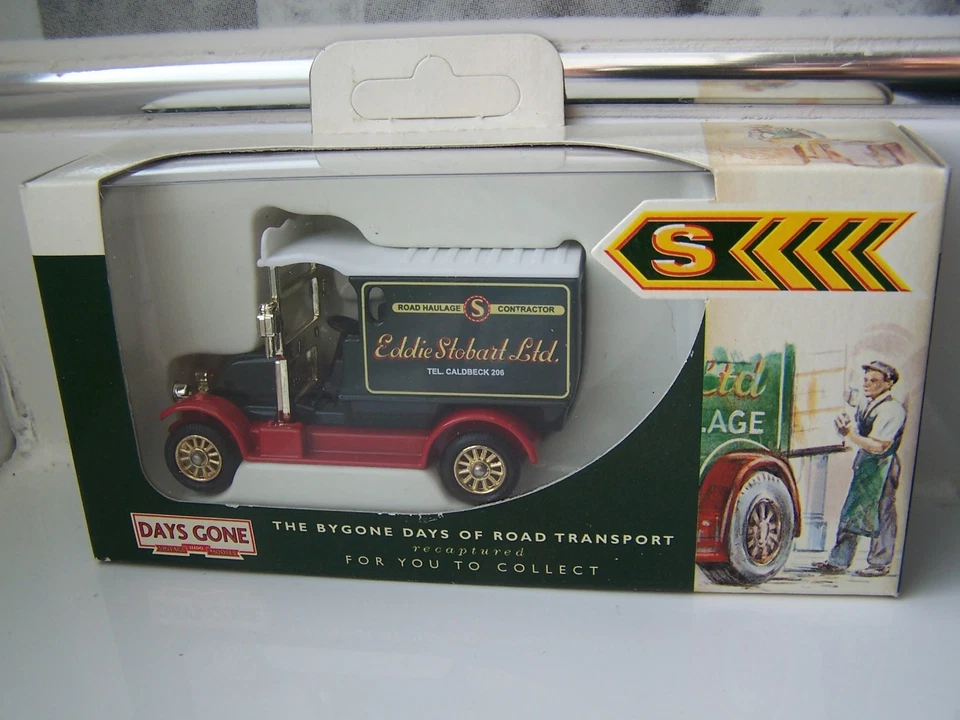 S
ROAD HAULAGE S CONTRACTOR
Eddie Stobart Ltd.
TEL. CALDBECK 206
Ltd
LAGE
DAYS GONE
THE BYGONE DAYS OF ROAD TRANSPORT
recaptured
FOR YOU TO COLLECT